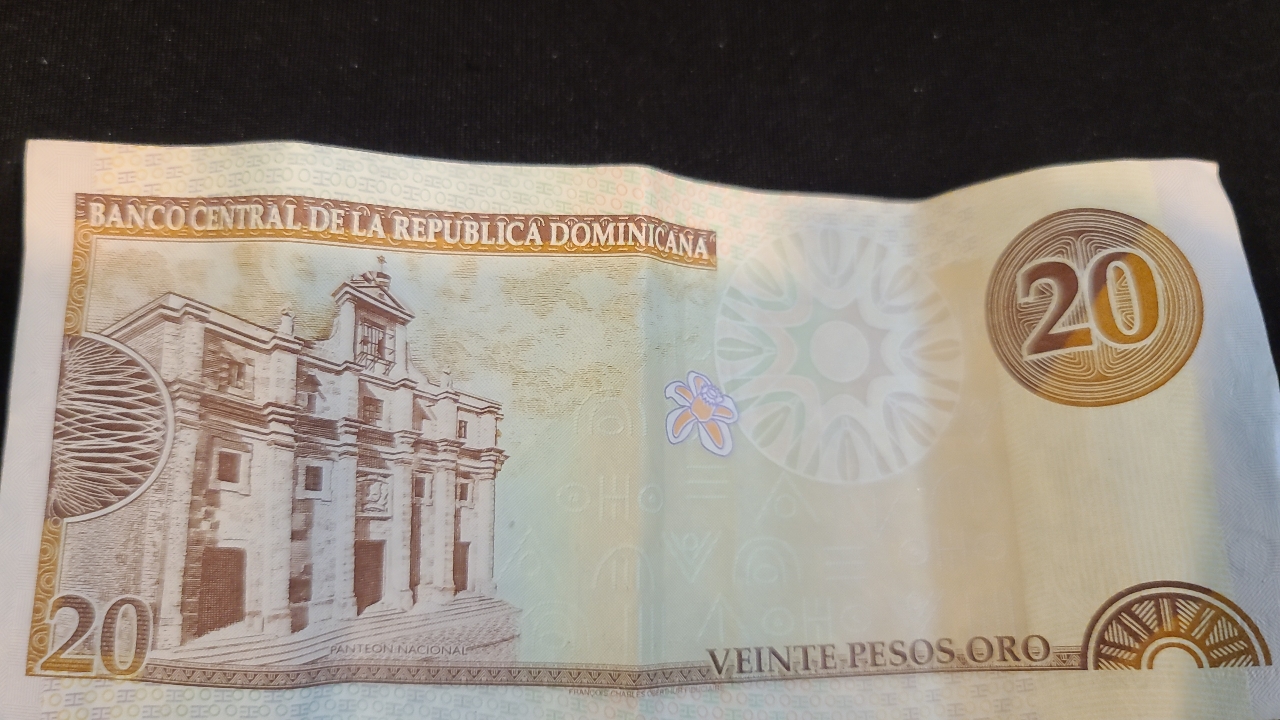 BANCO CENTRAL DE LA REPUBLICA DOMINICANA
20
20
PANTEON NACIONAL
VEINTE PESOS ORO